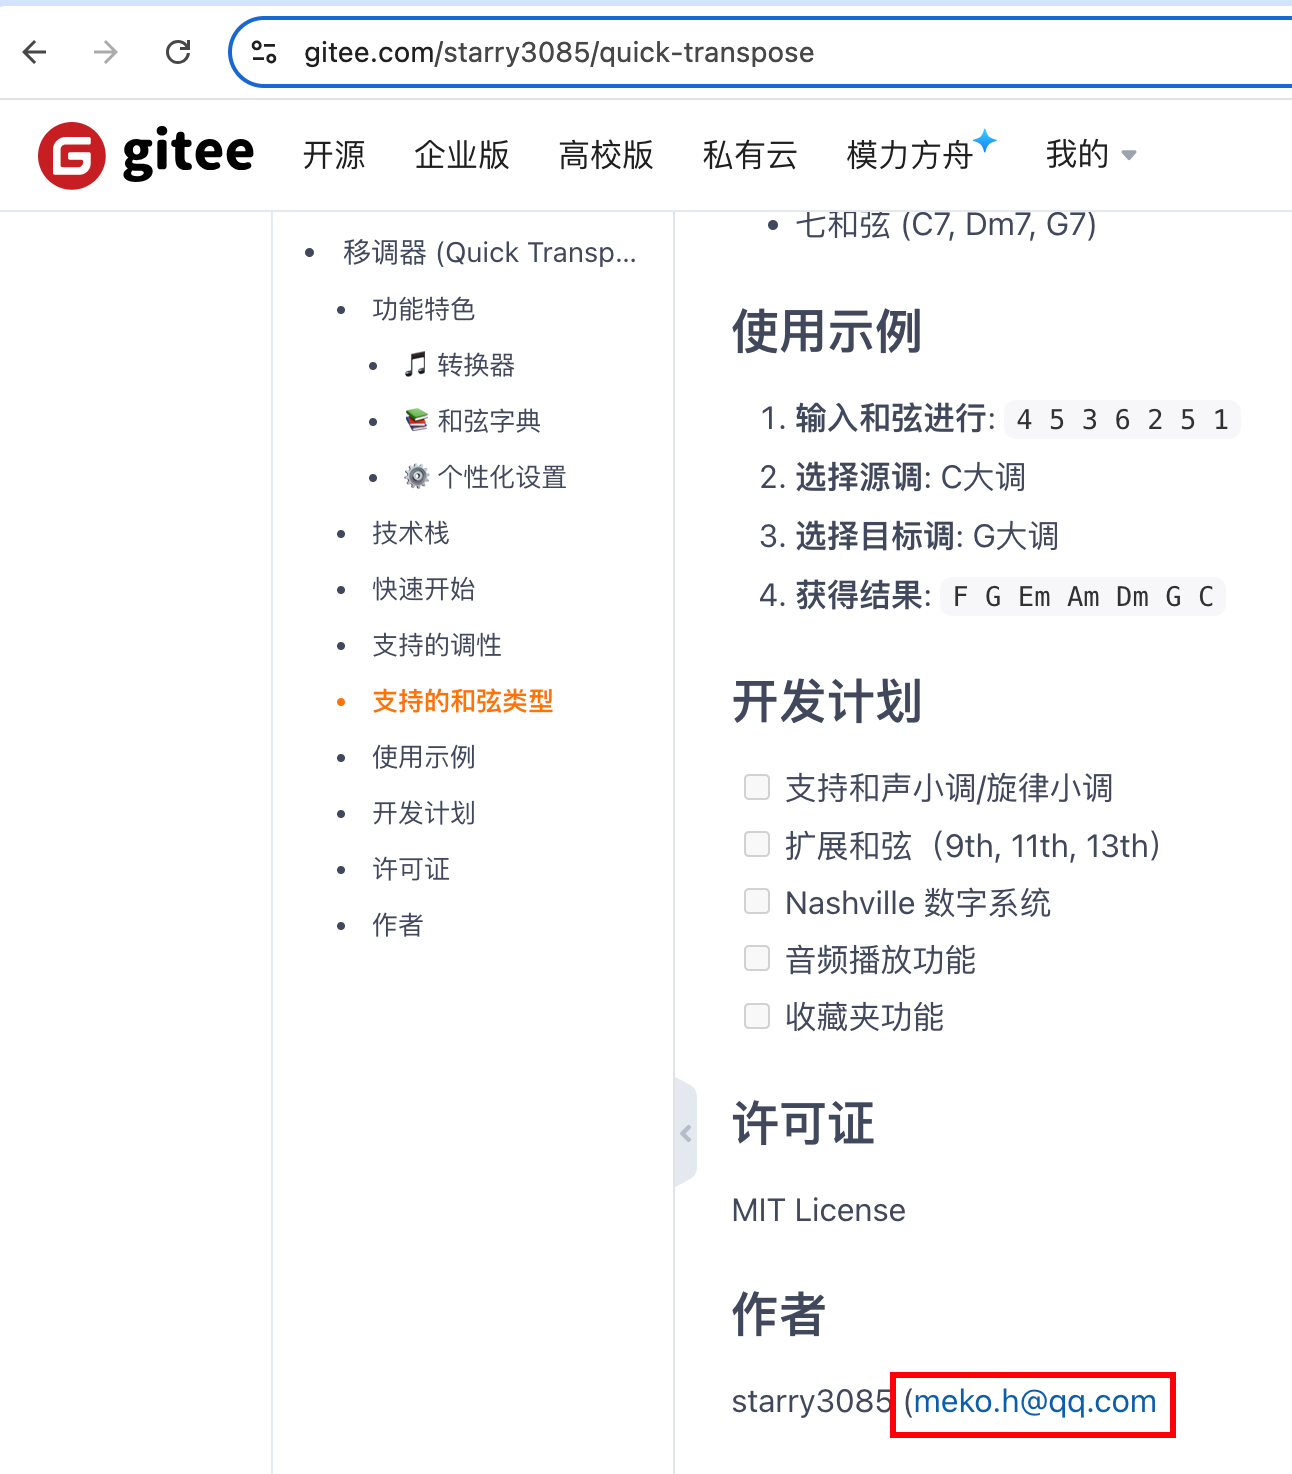 gitee.com/starry3085/quick-transpose
gitee 开源 企业版 高校版 私有云 模力方舟 我的
移调器 (Quick Transp...
功能特色
🎵 转换器
📚 和弦字典
⚙️ 个性化设置
技术栈
快速开始
支持的调性
支持的和弦类型
使用示例
开发计划
许可证
作者
七和弦 (C7, Dm7, G7)
使用示例
1. 输入和弦进行: 4 5 3 6 2 5 1
2. 选择源调: C大调
3. 选择目标调: G大调
4. 获得结果: F G Em Am Dm G C
开发计划
支持和声小调/旋律小调
扩展和弦（9th, 11th, 13th）
Nashville 数字系统
音频播放功能
收藏夹功能
许可证
MIT License
作者
starry3085 (meko.h@qq.com